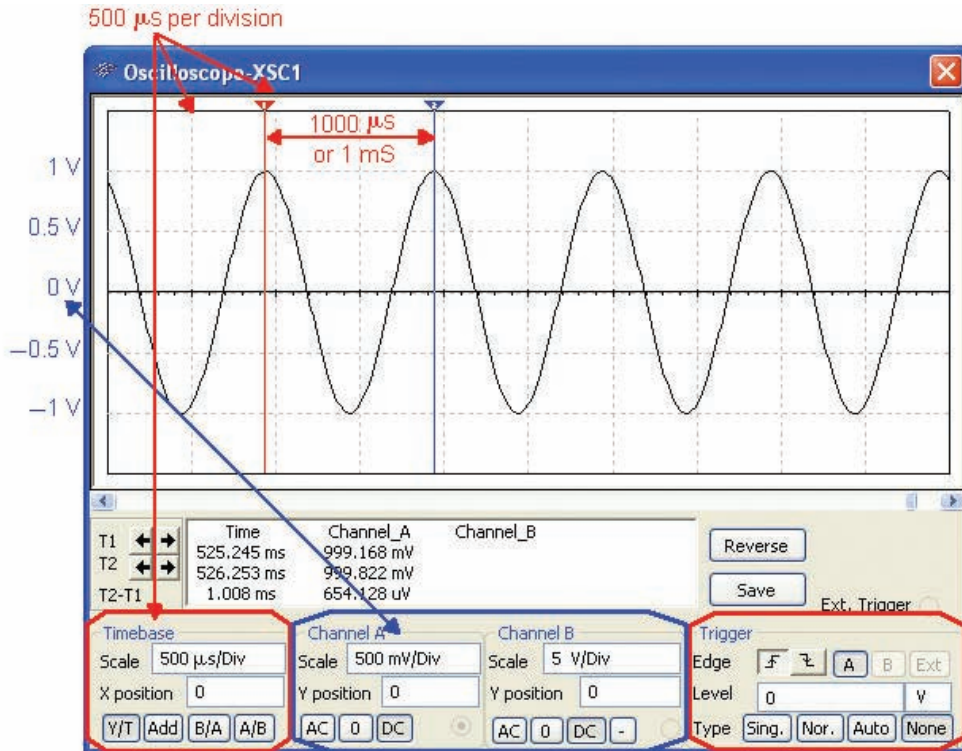 500 µs per division
Oscilloscope-XSC1
1000 µs
or 1 mS
1 V
0.5 V
0 V
–0.5 V
–1 V
T1
T2
T2-T1
Time Channel_A Channel_B
525.245 ms 999.168 mV
526.253 ms 999.822 mV
1.008 ms 654.128 uV
Reverse
Save
Ext. Trigger
Timebase
Scale 500 µs/Div
X position 0
Y/T Add B/A A/B
Channel A
Scale 500 mV/Div
Y position 0
AC 0 DC
Channel B
Scale 5 V/Div
Y position 0
AC 0 DC -
Trigger
Edge A B Ext
Level 0 V
Type Sing. Nor. Auto None